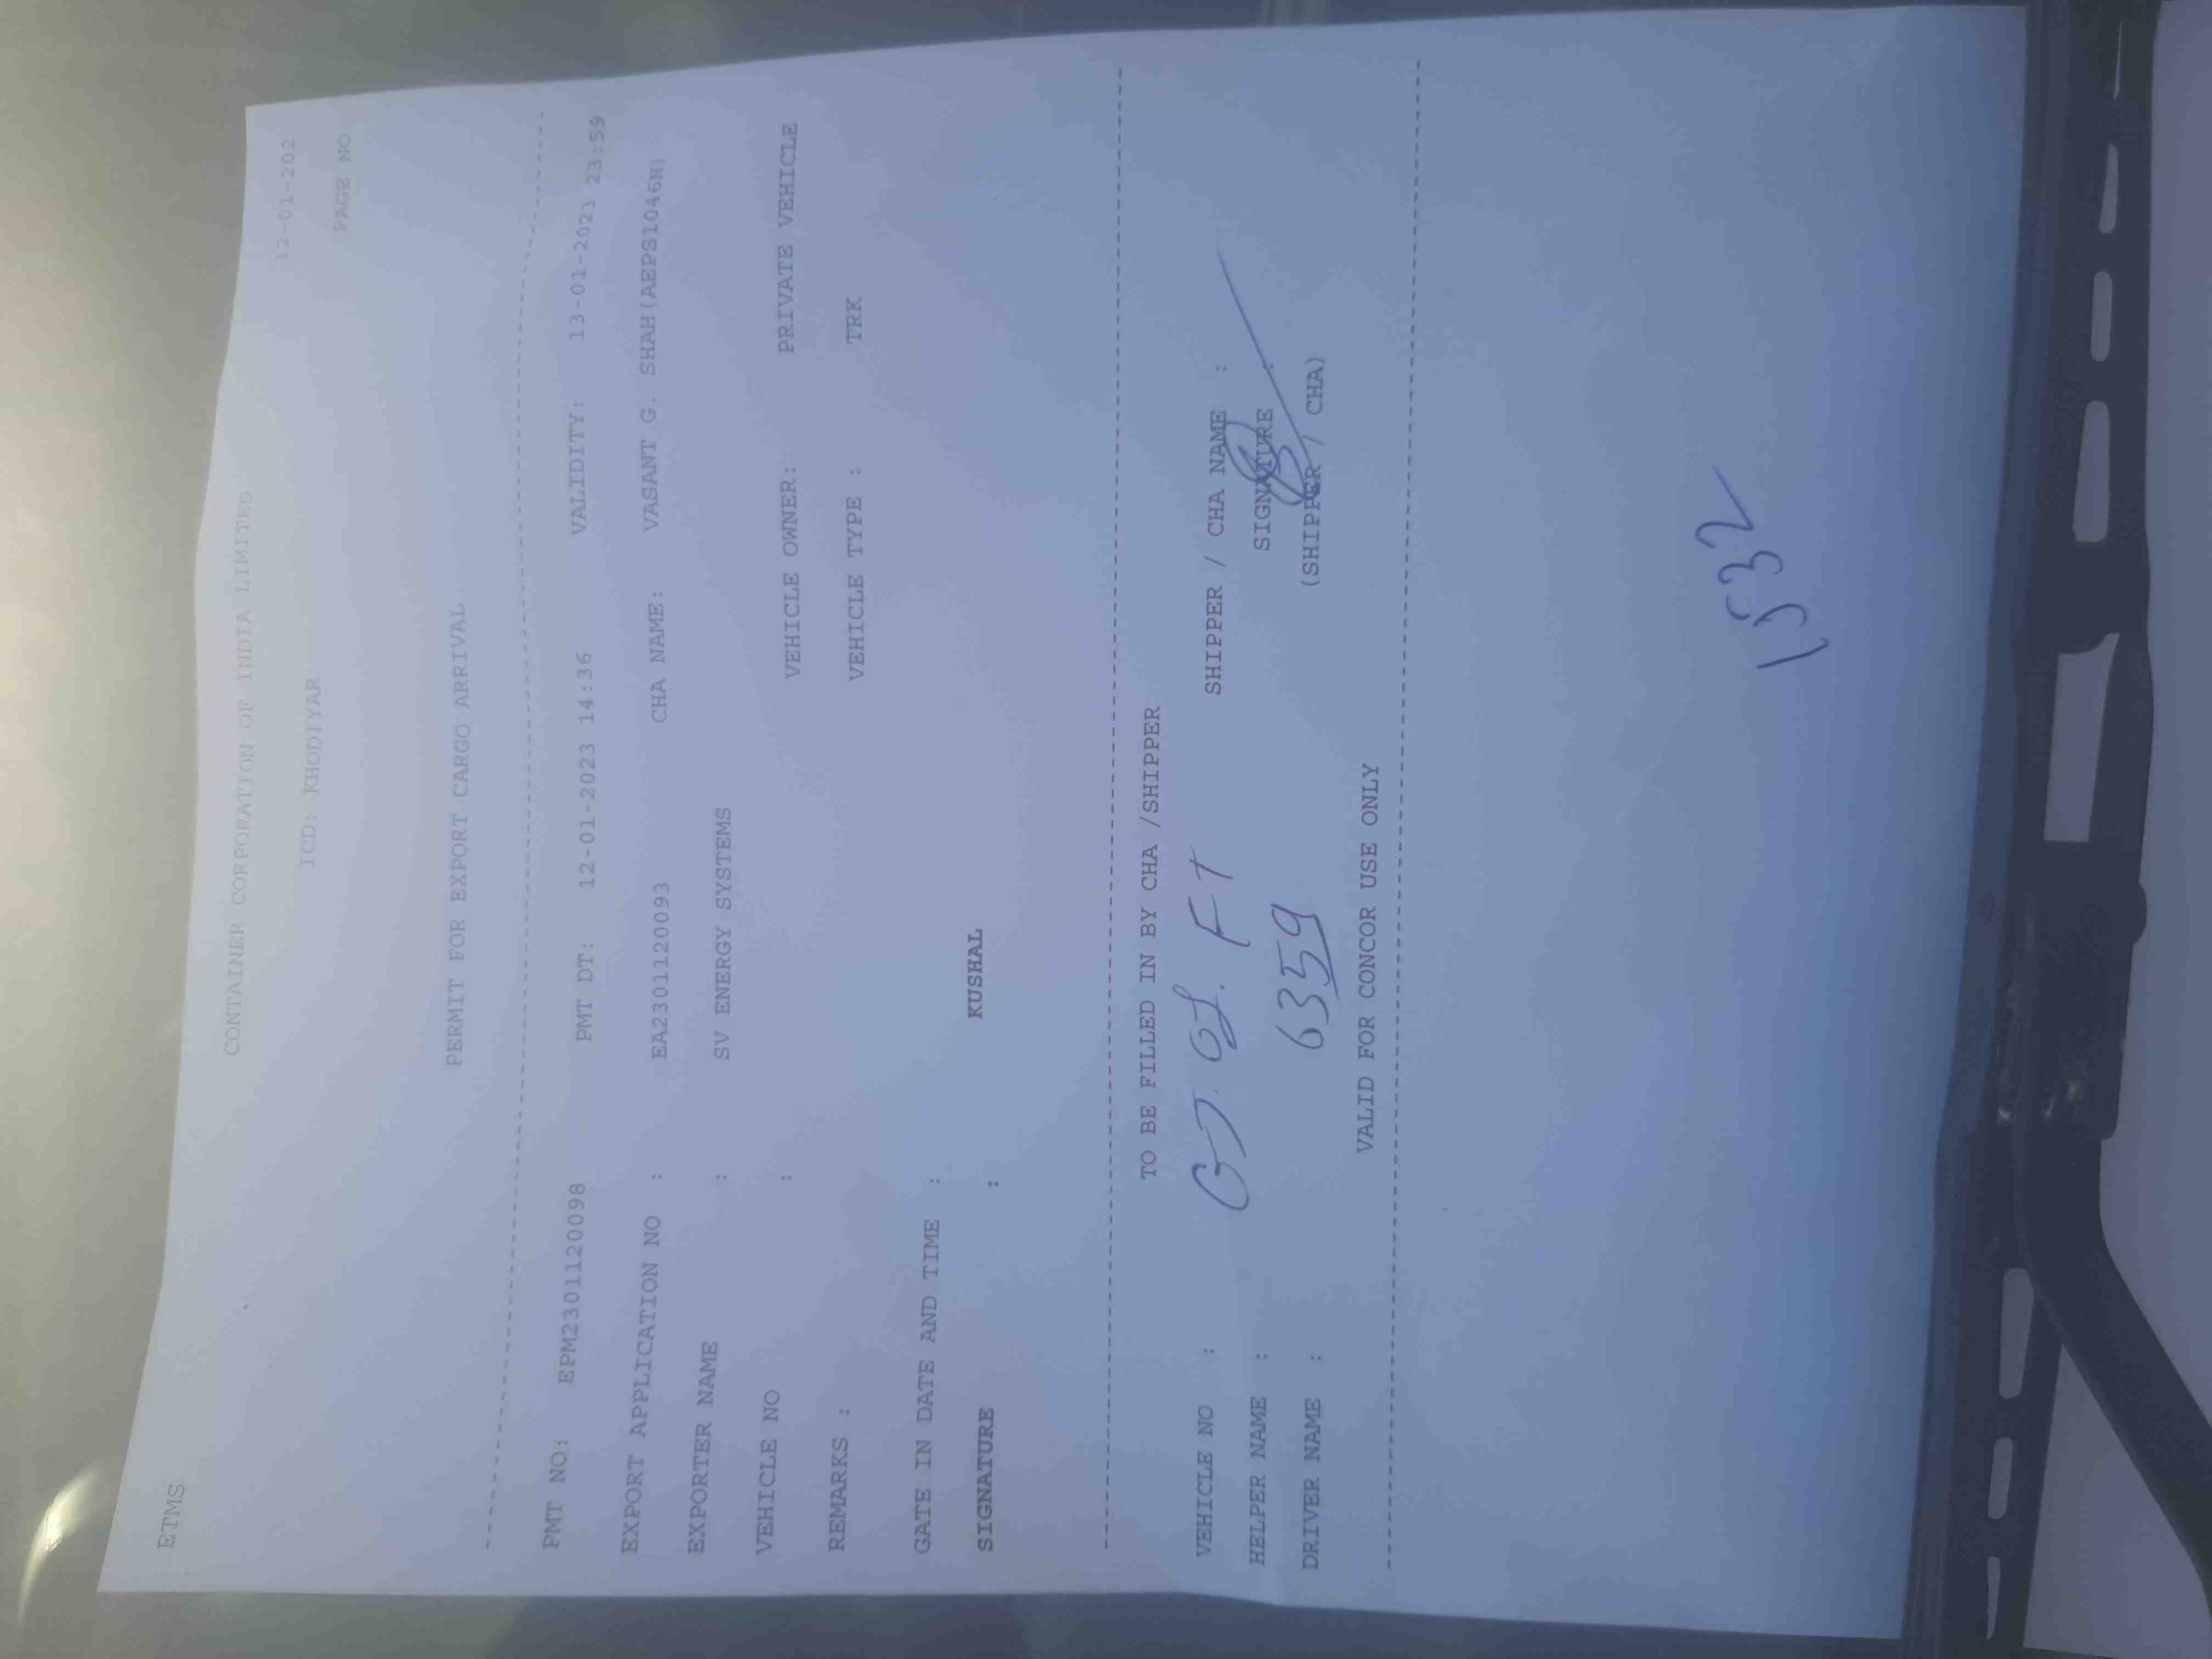 ETMS
CONTAINER CORPORATION OF INDIA LIMITED
12-01-202
ICD: KHODIYAR
PAGE NO
PERMIT FOR EXPORT CARGO ARRIVAL
PMT NO: EPM2301120098 PMT DT: 12-01-2023 14:36 VALIDITY: 13-01-2023 23:59
EXPORT APPLICATION NO : EA2301120093 CHA NAME: VASANT G. SHAH(AEPS1046N)
EXPORTER NAME : SV ENERGY SYSTEMS
VEHICLE NO : VEHICLE OWNER: PRIVATE VEHICLE
REMARKS : VEHICLE TYPE : TRK
GATE IN DATE AND TIME :
SIGNATURE : KUSHAL
TO BE FILLED IN BY CHA /SHIPPER
VEHICLE NO : GJ. 01. FT SHIPPER / CHA NAME :
HELPER NAME : SIGNATURE :
DRIVER NAME : 6359 (SHIPPER / CHA)
VALID FOR CONCOR USE ONLY
1532